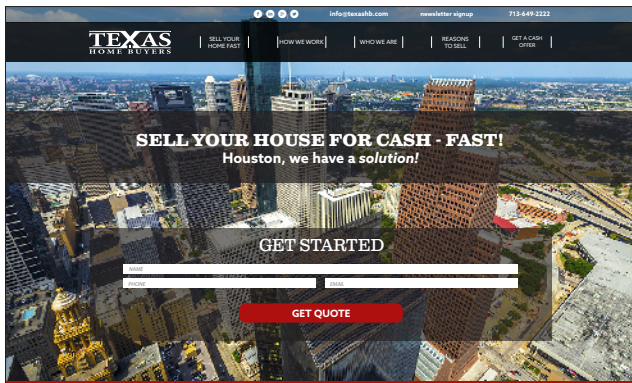 info@texashb.com newsletter signup 713-649-2222
TEXAS
HOME BUYERS
SELL YOUR
HOME FAST
HOW WE WORK
WHO WE ARE
REASONS
TO SELL
GET A CASH
OFFER
SELL YOUR HOUSE FOR CASH - FAST!
Houston, we have a solution!
GET STARTED
NAME
PHONE EMAIL
GET QUOTE